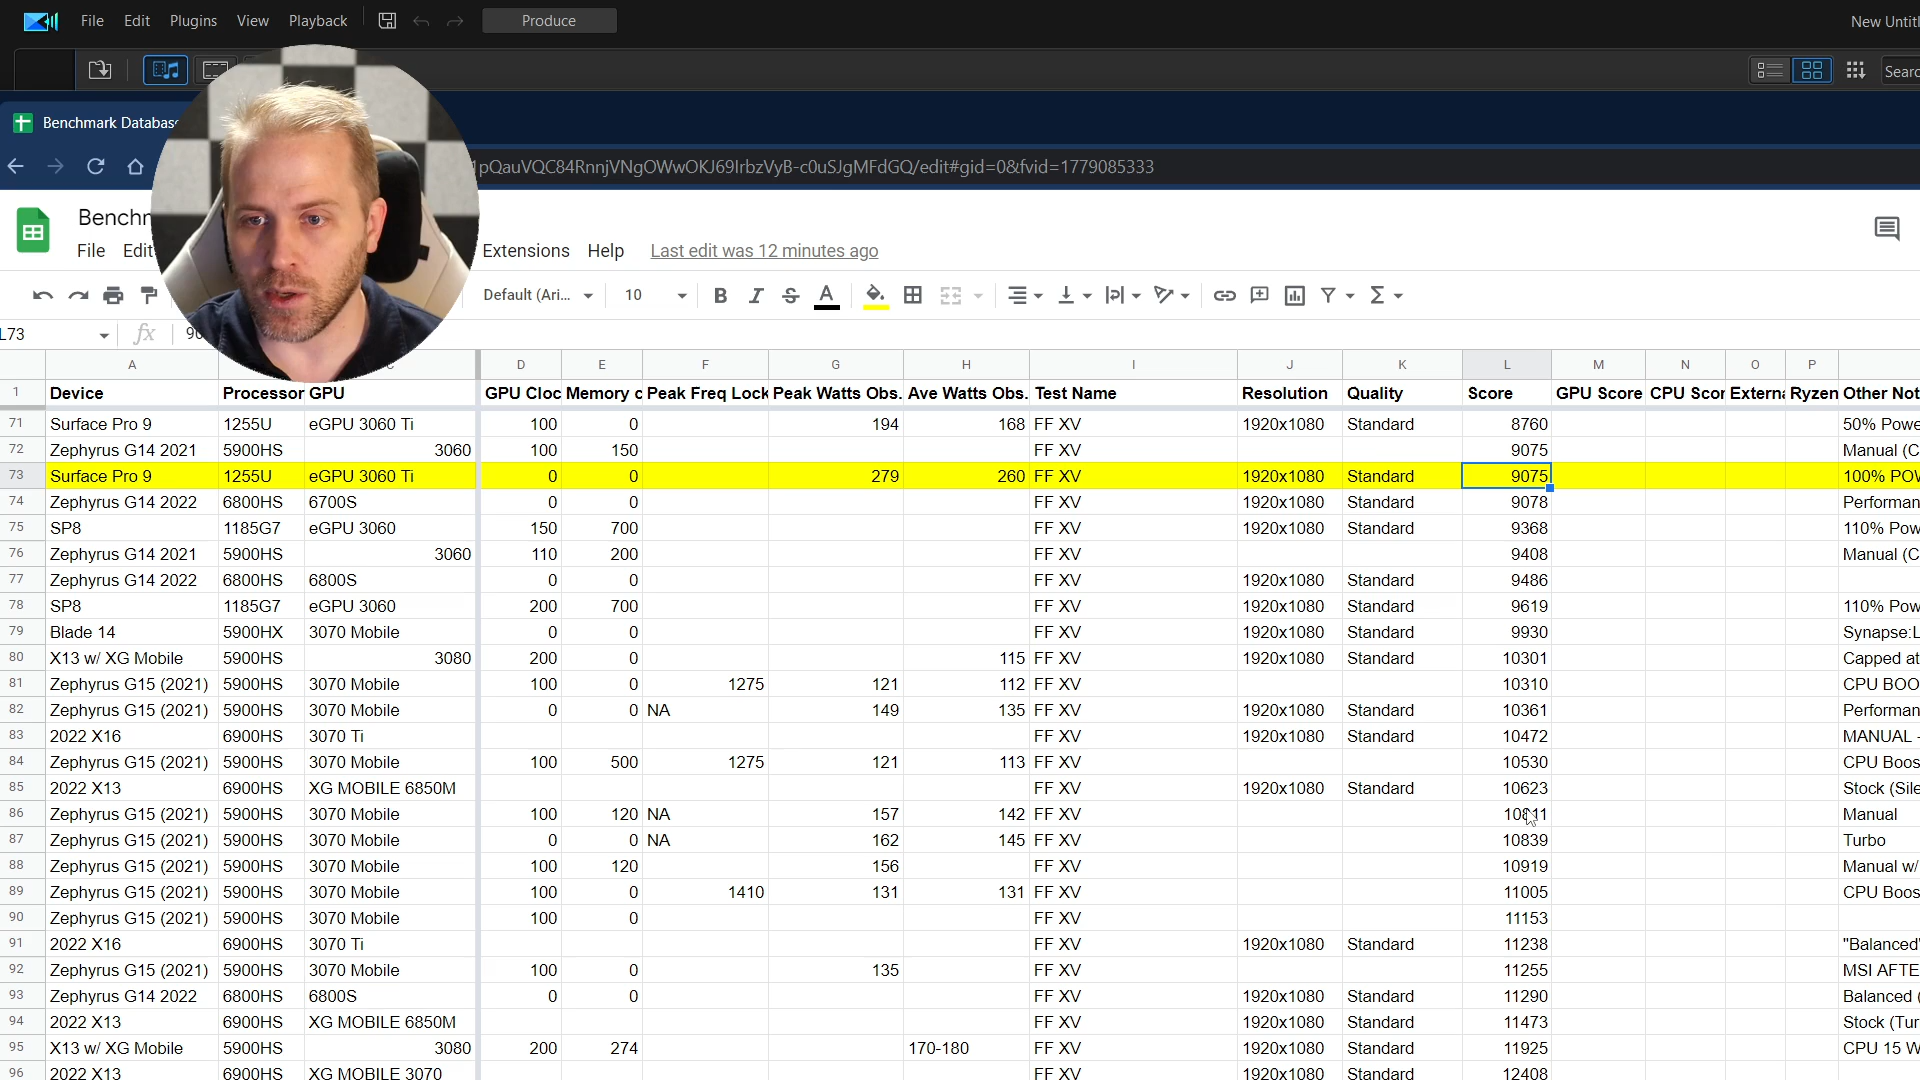 File Edit Plugins View Playback Produce New Untitl
Searc
Benchmark Databas
1pQauVQC84RnnjVNgOWwOKJ69IrbzVyB-c0uSJgMFdGQ/edit#gid=0&fvid=1779085333
Benchm
File Edit Extensions Help Last edit was 12 minutes ago
Default (Ari... 10 B I S A Σ
L73 fx 90
A C D E F G H I J K L M N O P
1 Device Processor GPU GPU Cloc Memory c Peak Freq Lock Peak Watts Obs. Ave Watts Obs. Test Name Resolution Quality Score GPU Score CPU Scor Externa Ryzen Other Not
71 Surface Pro 9 1255U eGPU 3060 Ti 100 0 194 168 FF XV 1920x1080 Standard 8760 50% Powe
72 Zephyrus G14 2021 5900HS 3060 100 150 FF XV 9075 Manual (C
73 Surface Pro 9 1255U eGPU 3060 Ti 0 0 279 260 FF XV 1920x1080 Standard 9075 100% POV
74 Zephyrus G14 2022 6800HS 6700S 0 0 FF XV 1920x1080 Standard 9078 Performan
75 SP8 1185G7 eGPU 3060 150 700 FF XV 1920x1080 Standard 9368 110% Pow
76 Zephyrus G14 2021 5900HS 3060 110 200 FF XV 9408 Manual (C
77 Zephyrus G14 2022 6800HS 6800S 0 0 FF XV 1920x1080 Standard 9486
78 SP8 1185G7 eGPU 3060 200 700 FF XV 1920x1080 Standard 9619 110% Pow
79 Blade 14 5900HX 3070 Mobile 0 0 FF XV 1920x1080 Standard 9930 Synapse:L
80 X13 w/ XG Mobile 5900HS 3080 200 0 115 FF XV 1920x1080 Standard 10301 Capped at
81 Zephyrus G15 (2021) 5900HS 3070 Mobile 100 0 1275 121 112 FF XV 10310 CPU BOO
82 Zephyrus G15 (2021) 5900HS 3070 Mobile 0 0 NA 149 135 FF XV 1920x1080 Standard 10361 Performan
83 2022 X16 6900HS 3070 Ti FF XV 1920x1080 Standard 10472 MANUAL -
84 Zephyrus G15 (2021) 5900HS 3070 Mobile 100 500 1275 121 113 FF XV 10530 CPU Boos
85 2022 X13 6900HS XG MOBILE 6850M FF XV 1920x1080 Standard 10623 Stock (Sile
86 Zephyrus G15 (2021) 5900HS 3070 Mobile 100 120 NA 157 142 FF XV Manual
87 Zephyrus G15 (2021) 5900HS 3070 Mobile 0 0 NA 162 145 FF XV 10839 Turbo
88 Zephyrus G15 (2021) 5900HS 3070 Mobile 100 120 156 FF XV 10919 Manual w/
89 Zephyrus G15 (2021) 5900HS 3070 Mobile 100 0 1410 131 131 FF XV 11005 CPU Boos
90 Zephyrus G15 (2021) 5900HS 3070 Mobile 100 0 FF XV 11153
91 2022 X16 6900HS 3070 Ti FF XV 1920x1080 Standard 11238 "Balanced"
92 Zephyrus G15 (2021) 5900HS 3070 Mobile 100 0 135 FF XV 11255 MSI AFTE
93 Zephyrus G14 2022 6800HS 6800S 0 0 FF XV 1920x1080 Standard 11290 Balanced (
94 2022 X13 6900HS XG MOBILE 6850M FF XV 1920x1080 Standard 11473 Stock (Tur
95 X13 w/ XG Mobile 5900HS 3080 200 274 170-180 FF XV 1920x1080 Standard 11925 CPU 15 W
96 2022 X13 6900HS XG MOBILE 3070 FF XV 1920x1080 Standard 12408